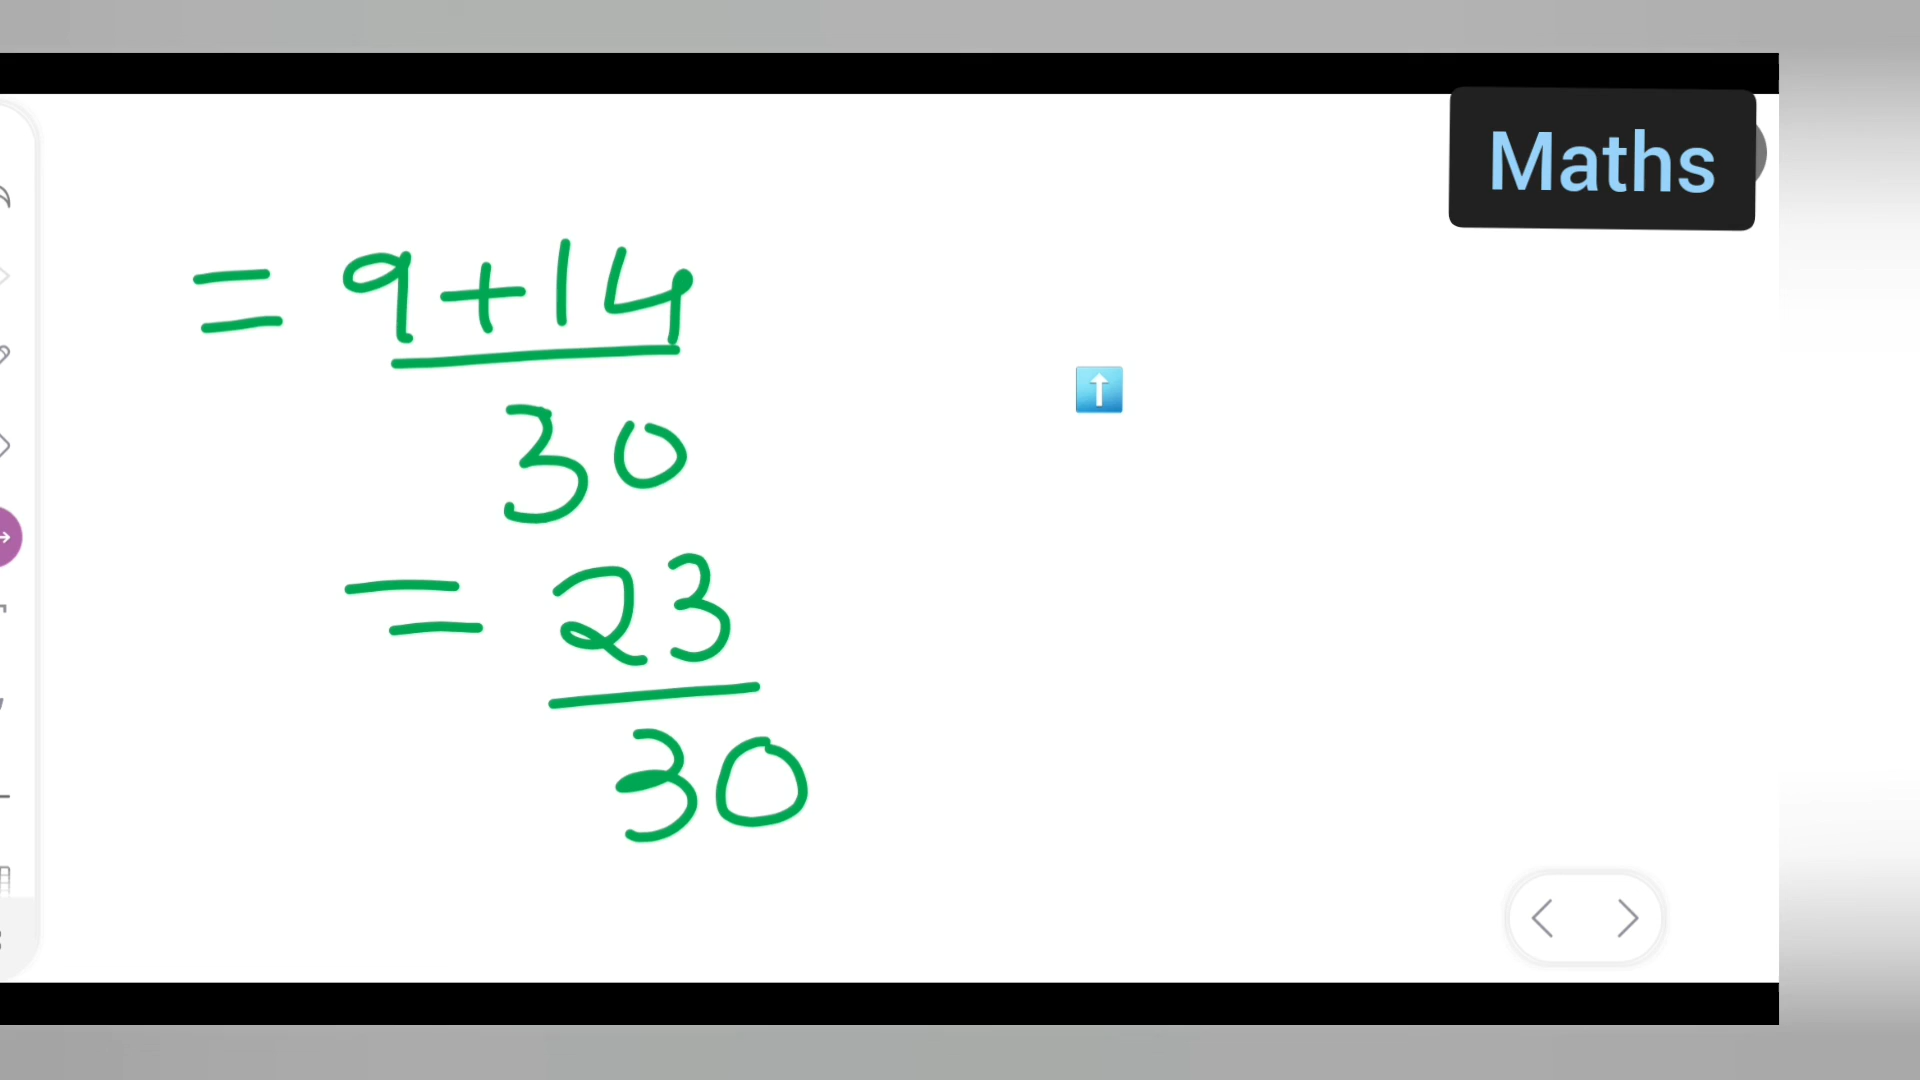 Maths
= 9+14
30
= 23
30